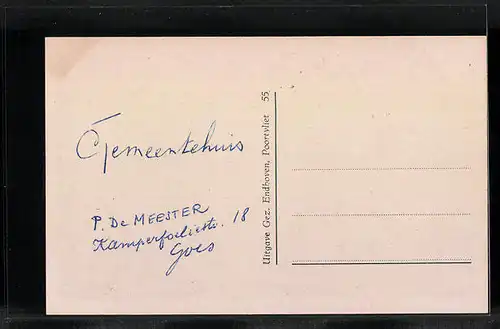 Gemeentehuis
P. De MEESTER
Kamperfoeliestr. 18
Goes
Uitgave Gez. Endhoven, Poortvliet 55